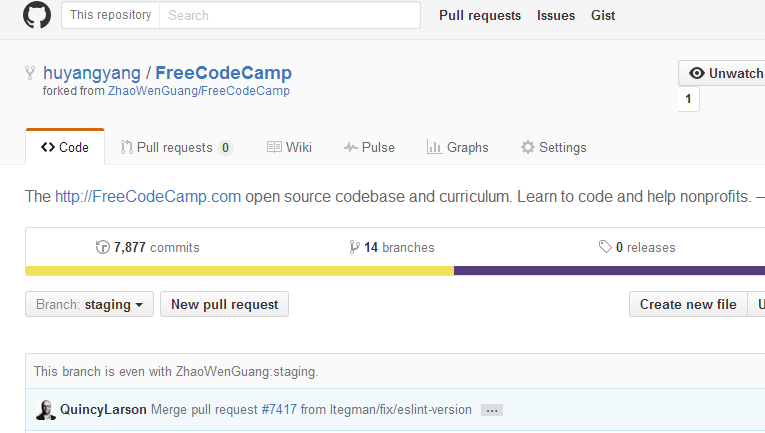 This repository Search Pull requests Issues Gist
huyangyang / FreeCodeCamp
Unwatch
forked from ZhaoWenGuang/FreeCodeCamp
1
Code Pull requests 0 Wiki Pulse Graphs Settings
The http://FreeCodeCamp.com open source codebase and curriculum. Learn to code and help nonprofits. —
7,877 commits 14 branches 0 releases
Branch: staging New pull request Create new file U
This branch is even with ZhaoWenGuang:staging.
QuincyLarson Merge pull request #7417 from ltegman/fix/eslint-version ...